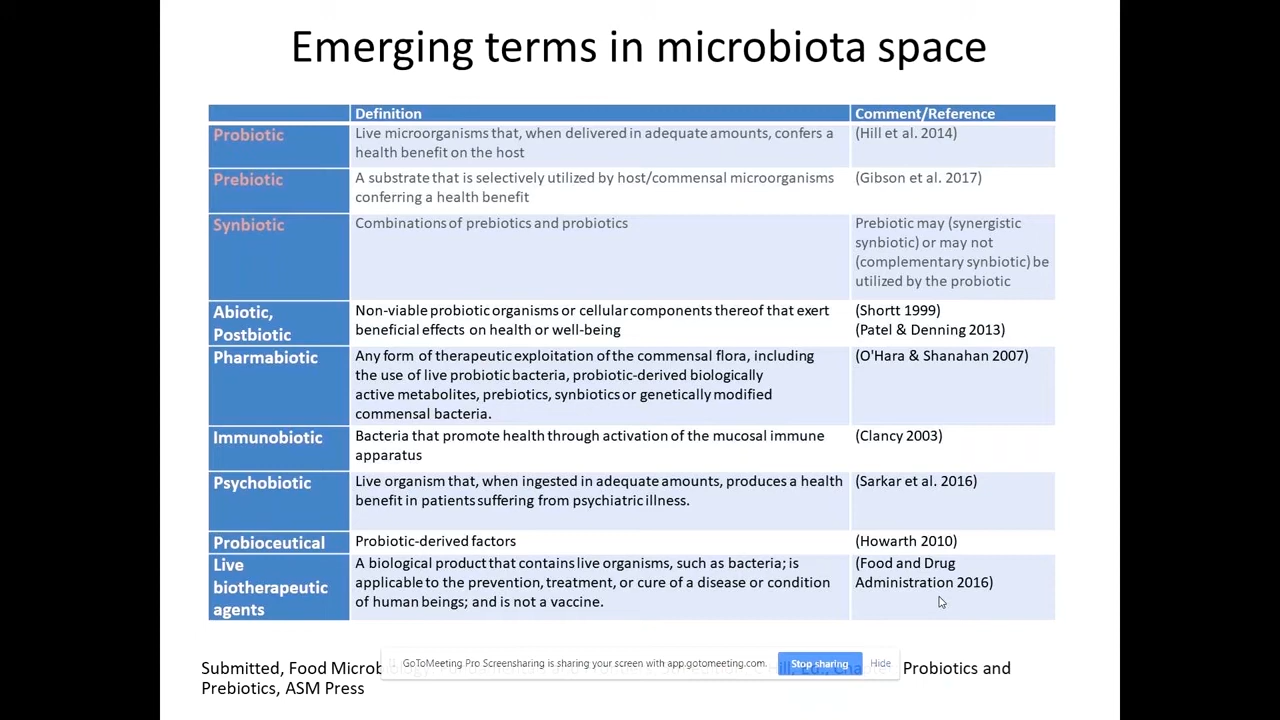 Emerging terms in microbiota space
Definition Comment/Reference
Probiotic Live microorganisms that, when delivered in adequate amounts, confers a (Hill et al. 2014)
health benefit on the host
Prebiotic A substrate that is selectively utilized by host/commensal microorganisms (Gibson et al. 2017)
conferring a health benefit
Synbiotic Combinations of prebiotics and probiotics Prebiotic may (synergistic
synbiotic) or may not
(complementary synbiotic) be
utilized by the probiotic
Abiotic, Non-viable probiotic organisms or cellular components thereof that exert (Shortt 1999)
Postbiotic beneficial effects on health or well-being (Patel & Denning 2013)
Pharmabiotic Any form of therapeutic exploitation of the commensal flora, including (O'Hara & Shanahan 2007)
the use of live probiotic bacteria, probiotic-derived biologically
active metabolites, prebiotics, synbiotics or genetically modified
commensal bacteria.
Immunobiotic Bacteria that promote health through activation of the mucosal immune (Clancy 2003)
apparatus
Psychobiotic Live organism that, when ingested in adequate amounts, produces a health (Sarkar et al. 2016)
benefit in patients suffering from psychiatric illness.
Probioceutical Probiotic-derived factors (Howarth 2010)
Live A biological product that contains live organisms, such as bacteria; is (Food and Drug
biotherapeutic applicable to the prevention, treatment, or cure of a disease or condition Administration 2016)
agents of human beings; and is not a vaccine.
GoToMeeting Pro Screensharing is sharing your screen with app.gotomeeting.com. Stop sharing Hide
Submitted, Food Probiotics and
Prebiotics, ASM Press